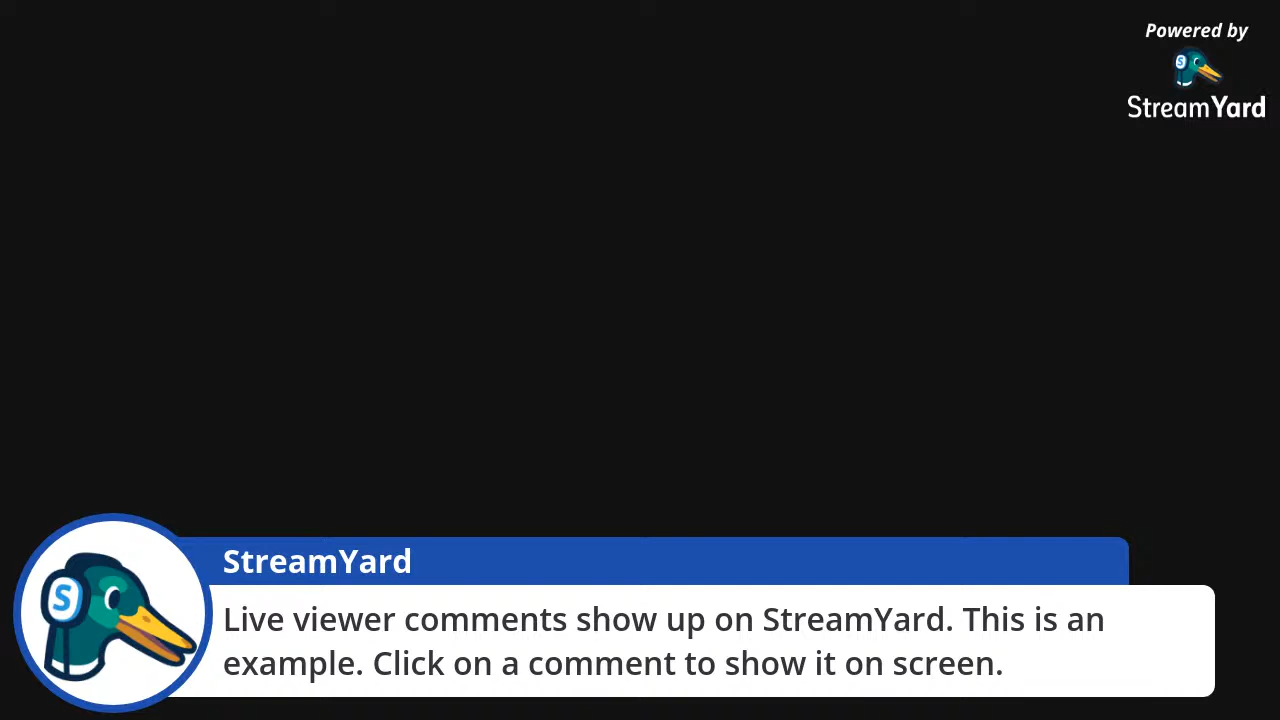 Powered by
S
StreamYard
StreamYard
S
Live viewer comments show up on StreamYard. This is an
example. Click on a comment to show it on screen.